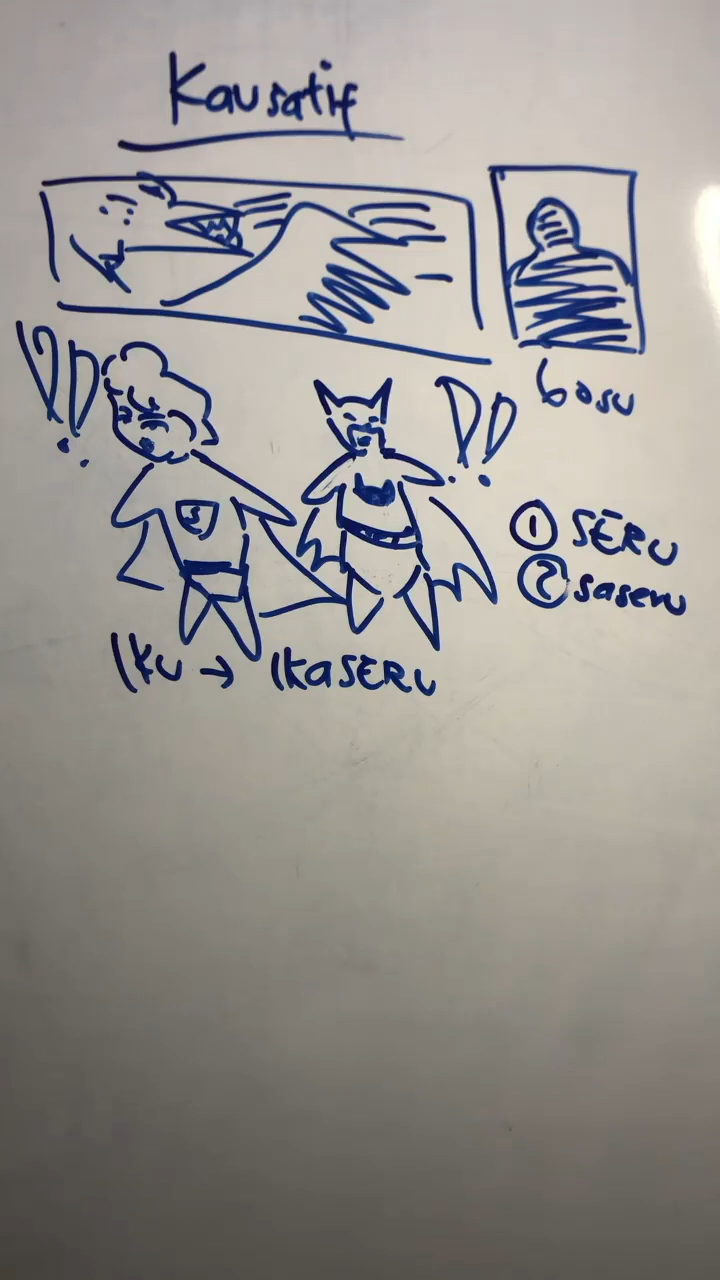 Kausatif
bosu
S
① SERU
② saseru
IKU → IKASERU